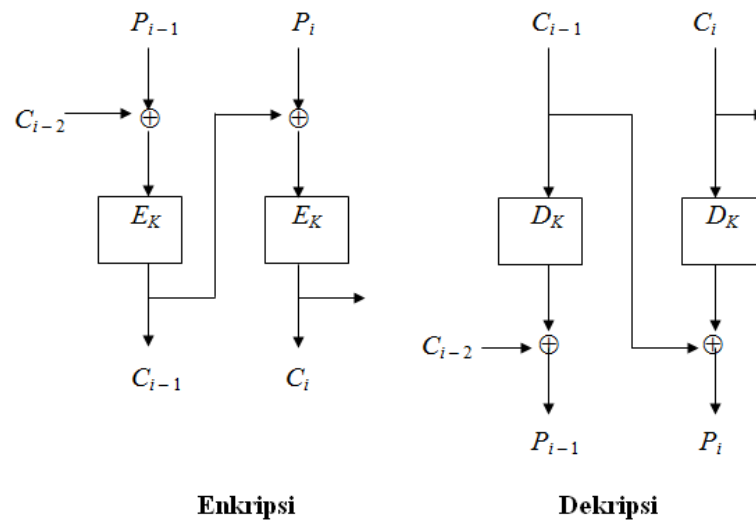 P_{i-1} P_i
C_{i-2} ⊕ ⊕
E_K E_K
C_{i-1} C_i
Enkripsi
C_{i-1} C_i
D_K D_K
C_{i-2} ⊕ ⊕
P_{i-1} P_i
Dekripsi